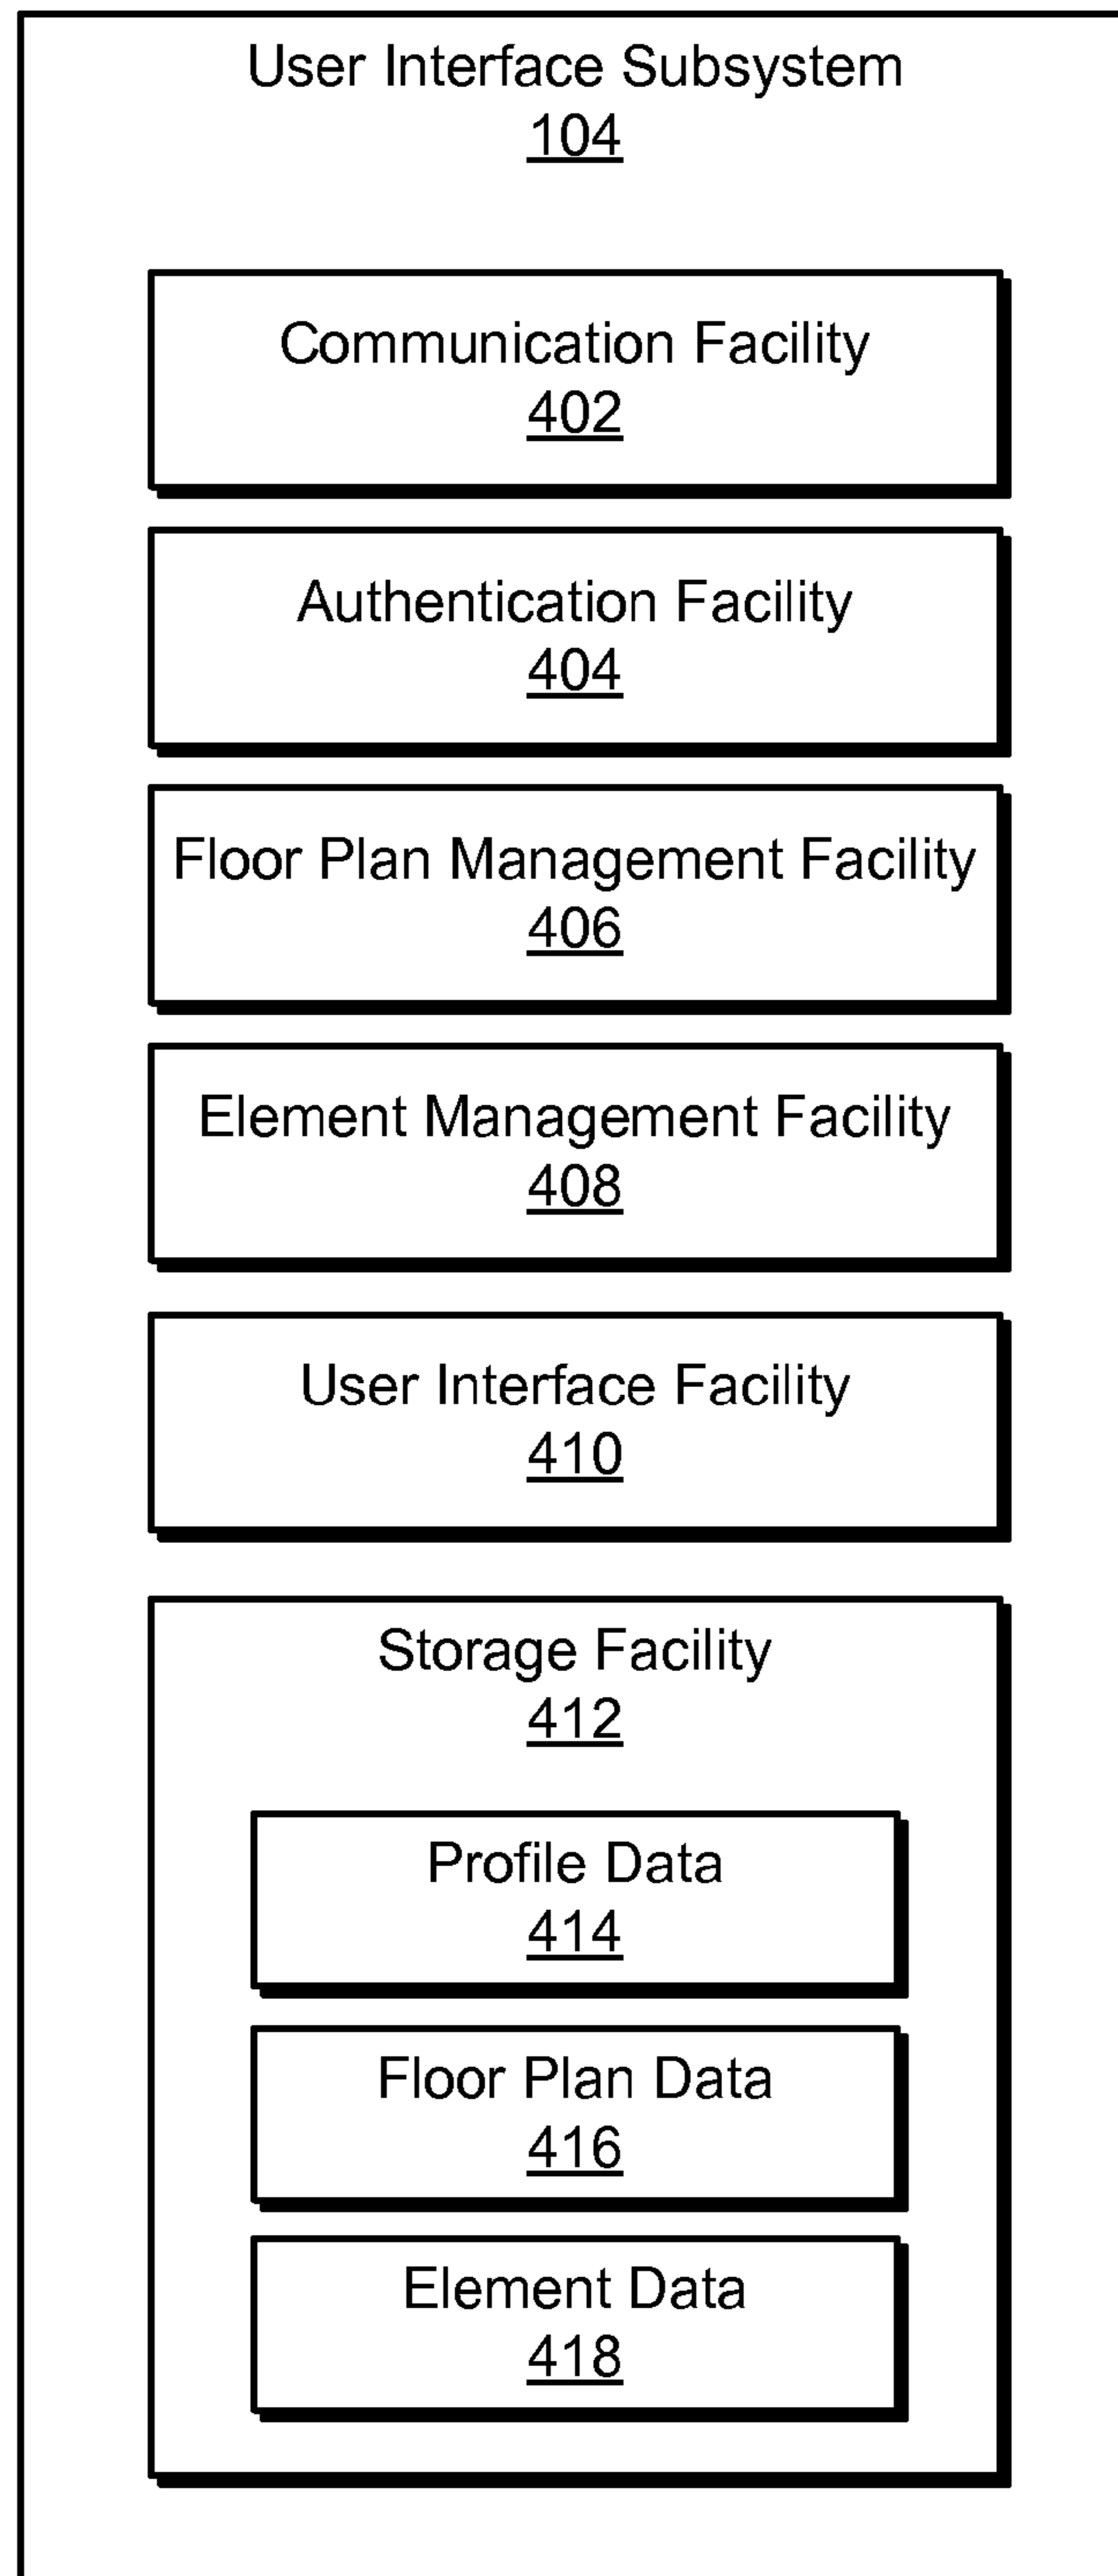 User Interface Subsystem
104
Communication Facility
402
Authentication Facility
404
Floor Plan Management Facility
406
Element Management Facility
408
User Interface Facility
410
Storage Facility
412
Profile Data
414
Floor Plan Data
416
Element Data
418